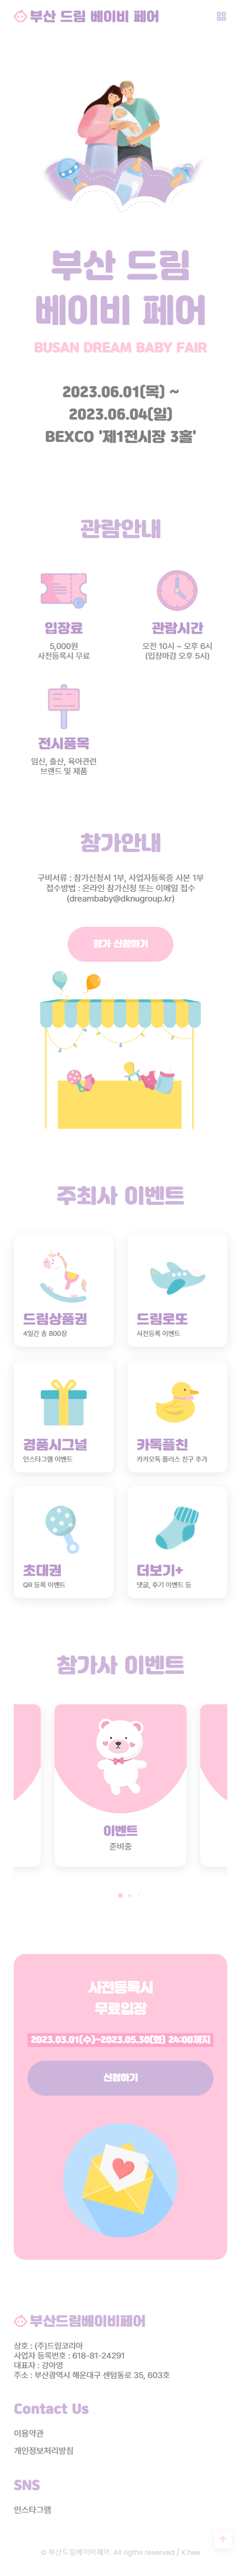 부산 드림 베이비 페어
부산 드림
베이비 페어
BUSAN DREAM BABY FAIR
2023.06.01(목) ~
2023.06.04(일)
BEXCO '제1전시장 3홀'
관람안내
입장료
5,000원
사전등록시 무료
관람시간
오전 10시 ~ 오후 6시
(입장마감 오후 5시)
전시품목
임신, 출산, 육아관련
브랜드 및 제품
참가안내
구비서류 : 참가신청서 1부, 사업자등록증 사본 1부
접수방법 : 온라인 참가신청 또는 이메일 접수
(dreambaby@dknugroup.kr)
참가 신청하기
주최사 이벤트
드림상품권
4일간 총 800장
드림로또
사전등록 이벤트
경품시그널
인스타그램 이벤트
카톡플친
카카오톡 플러스 친구 추가
초대권
QR 등록 이벤트
더보기+
댓글, 후기 이벤트 등
참가사 이벤트
이벤트
준비중
사전등록시
무료입장
2023.03.01(수)~2023.05.30(화) 24:00까지
신청하기
부산드림베이비페어
상호 : (주)드림코리아
사업자 등록번호 : 618-81-24291
대표자 : 강아영
주소 : 부산광역시 해운대구 센텀동로 35, 603호
Contact Us
이용약관
개인정보처리방침
SNS
인스타그램
© 부산드림베이비페어. All rigths reserved / K.hee